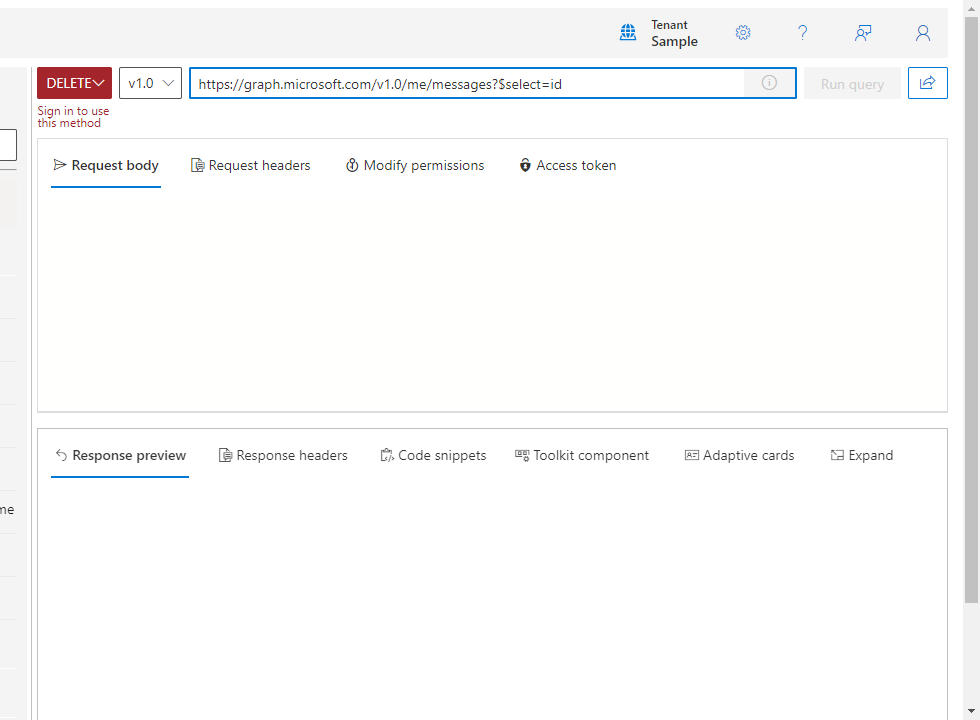 Tenant
Sample
DELETE v1.0 https://graph.microsoft.com/v1.0/me/messages?$select=id Run query
Sign in to use
this method
Request body Request headers Modify permissions Access token
Response preview Response headers Code snippets Toolkit component Adaptive cards Expand